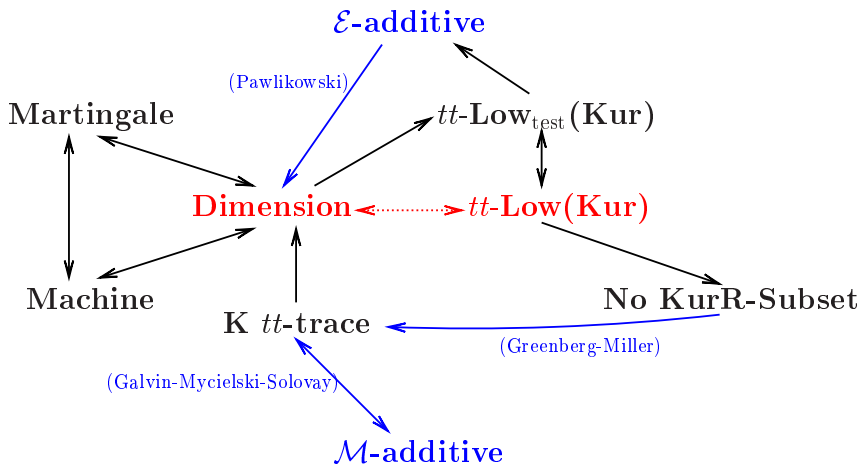 ℰ-additive
(Pawlikowski)
Martingale
tt-Low_test(Kur)
Dimension
tt-Low(Kur)
Machine
No KurR-Subset
K tt-trace
(Greenberg-Miller)
(Galvin-Mycielski-Solovay)
ℳ-additive